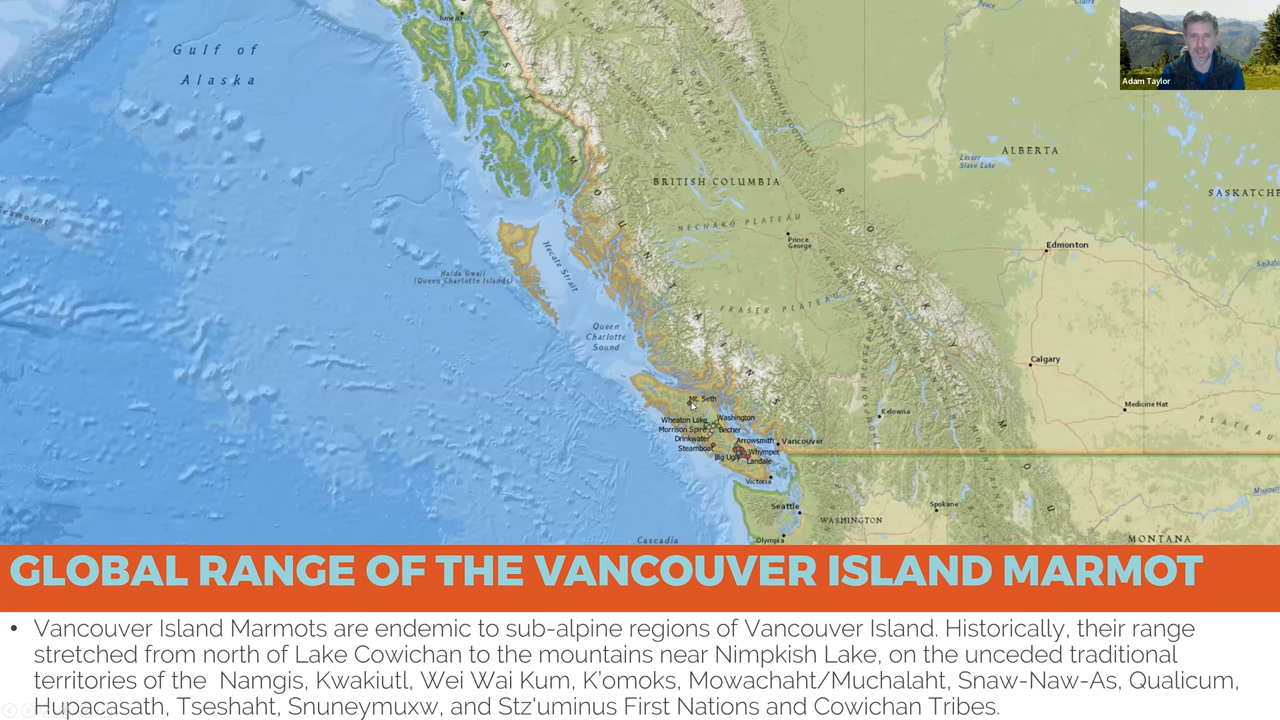 Juneau
Peace
Claire
Gulf of
Alaska
Adam Taylor
ALBERTA
Lesser
Slave Lake
BRITISH COLUMBIA
SASKATCHE
Seamount
NECHAKO PLATEAU
Prince
George
Edmonton
Hecate Strait
Haida Gwaii
(Queen Charlotte Islands)
FRASER PLATEAU
Queen
Charlotte
Sound
Calgary
Mt. Seth
Medicine Hat
Kelowna
Wheaton Lake
Washington
PLATEAU
Morrison Spire
Becher
Drinkwater
Arrowsmith
Vancouver
Steamboat
Whymper
Big Ugly
Landale
Victoria
Seattle
Spokane
WASHINGTON
Olympia
Cascadia
MONTANA
GLOBAL RANGE OF THE VANCOUVER ISLAND MARMOT
• Vancouver Island Marmots are endemic to sub-alpine regions of Vancouver Island. Historically, their range
stretched from north of Lake Cowichan to the mountains near Nimpkish Lake, on the unceded traditional
territories of the Namgis, Kwakiutl, Wei Wai Kum, K'omoks, Mowachaht/Muchalaht, Snaw-Naw-As, Qualicum,
Hupacasath, Tseshaht, Snuneymuxw, and Stz'uminus First Nations and Cowichan Tribes.